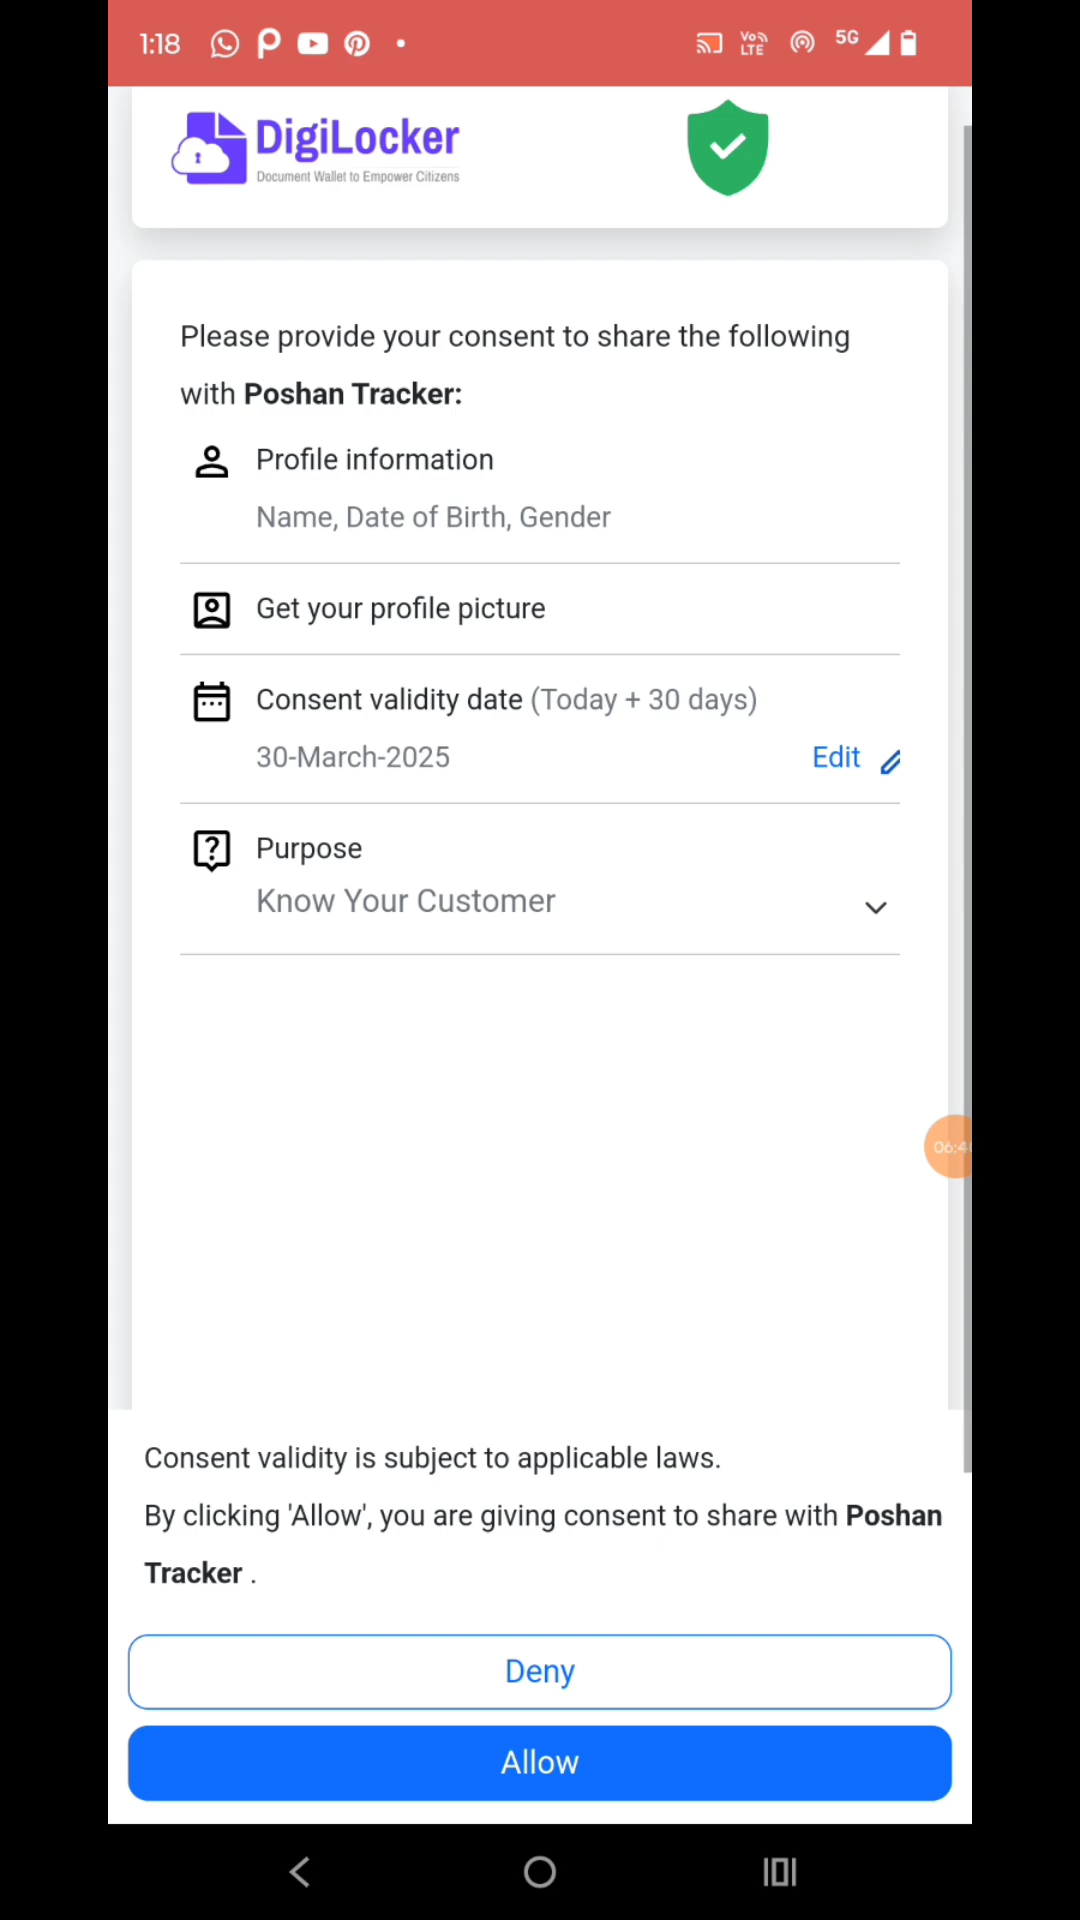 1:18
Vo LTE 5G
DigiLocker
Document Wallet to Empower Citizens
Please provide your consent to share the following
with Poshan Tracker:
Profile information
Name, Date of Birth, Gender
Get your profile picture
Consent validity date (Today + 30 days)
30-March-2025 Edit
Purpose
Know Your Customer
Consent validity is subject to applicable laws.
By clicking 'Allow', you are giving consent to share with Poshan
Tracker .
Deny
Allow